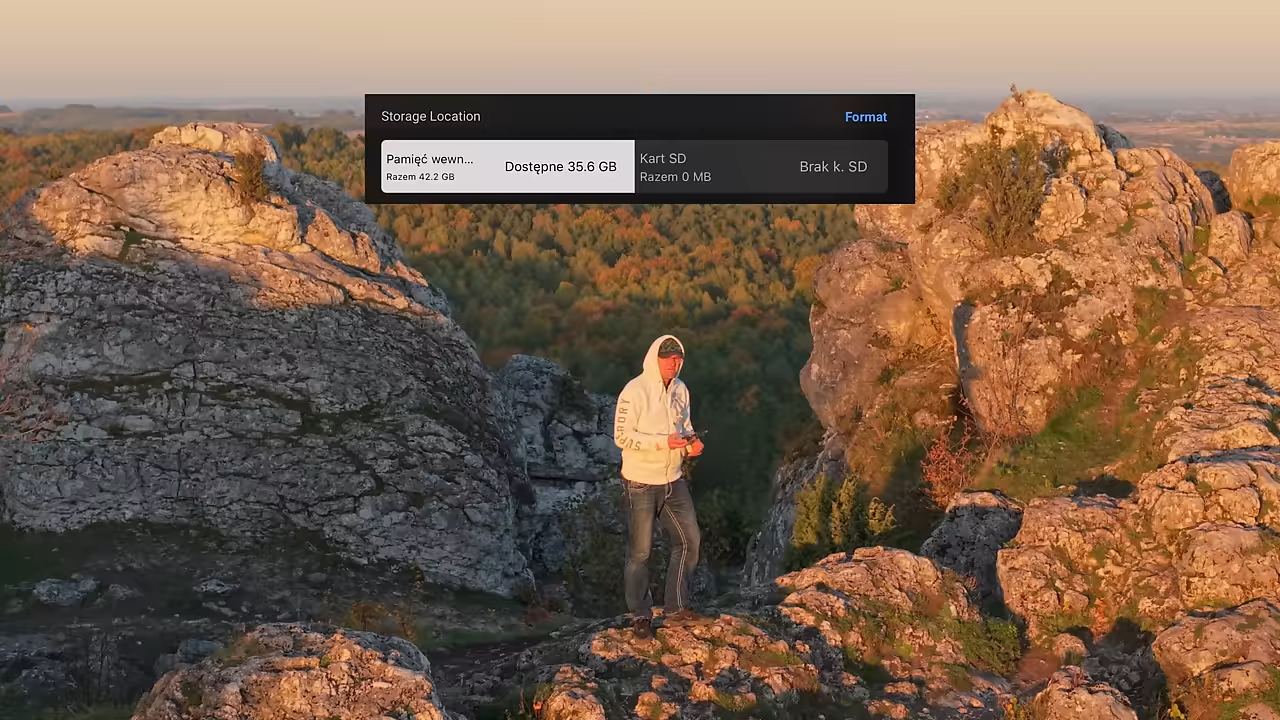 Storage Location
Format
Pamięć wewn...
Razem 42.2 GB
Dostępne 35.6 GB
Kart SD
Razem 0 MB
Brak k. SD
SUPERDRY